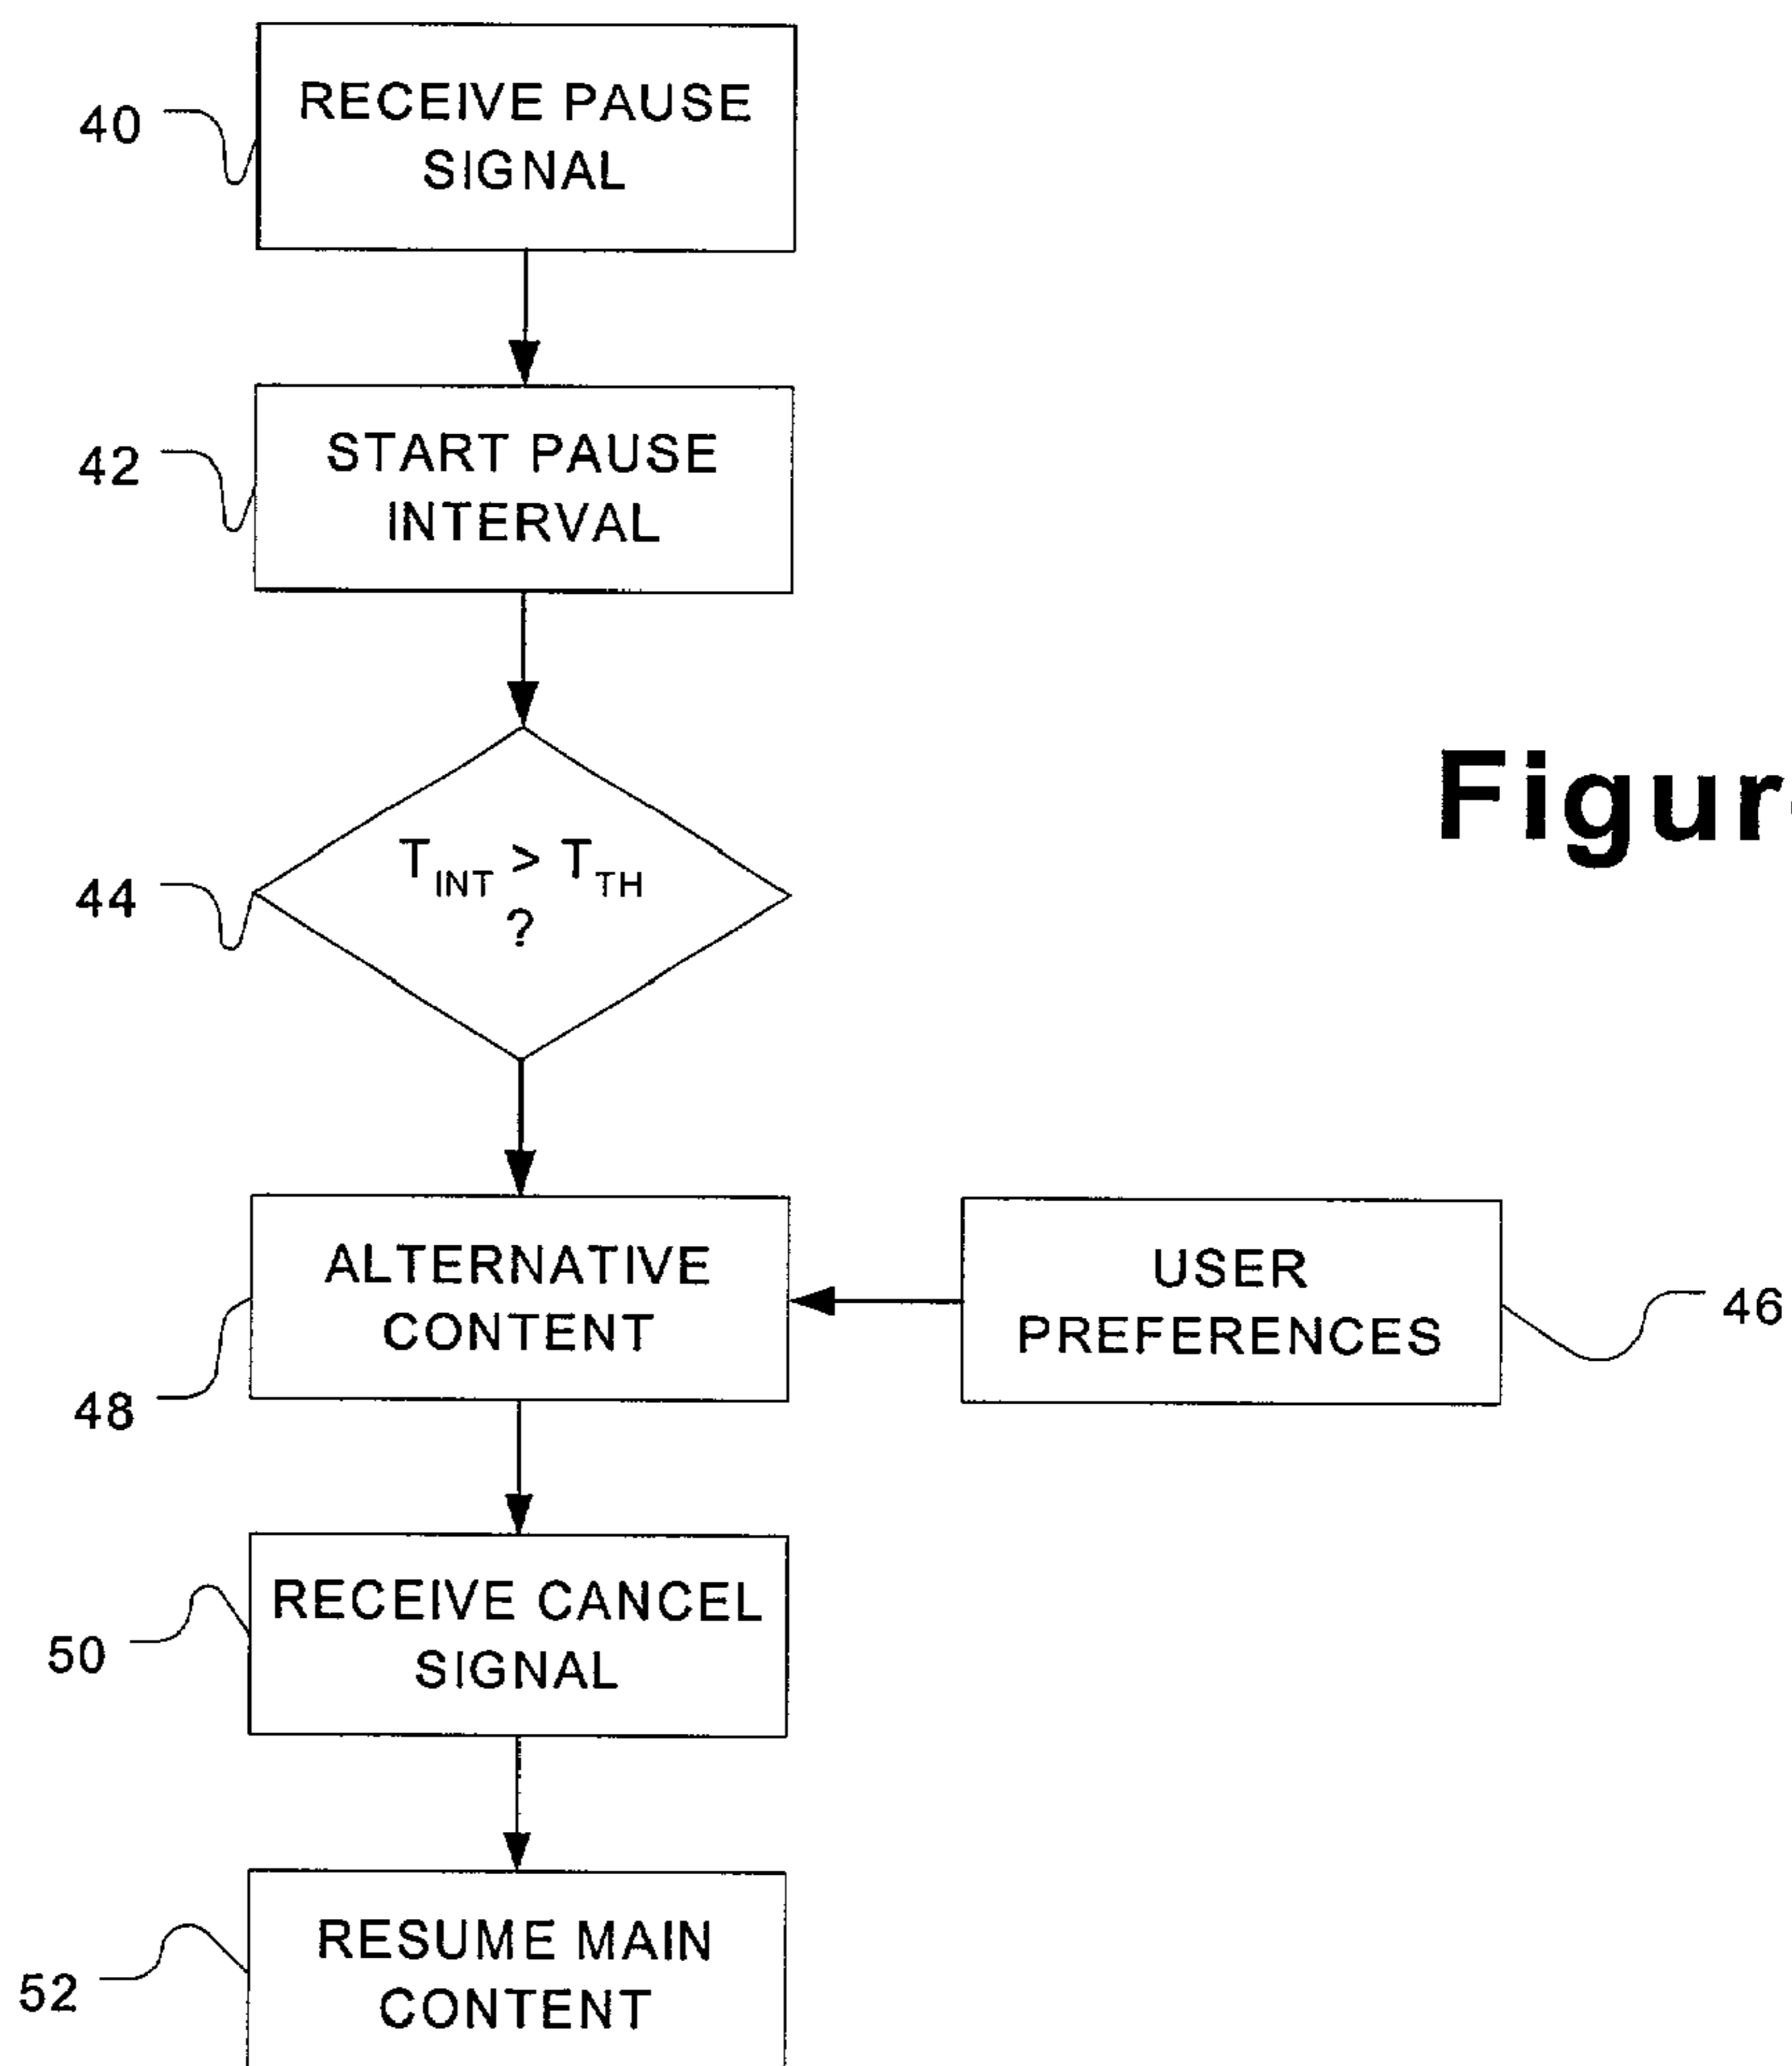 40
RECEIVE PAUSE
SIGNAL
42
START PAUSE
INTERVAL
44
T_INT > T_TH
?
ALTERNATIVE
CONTENT
48
USER
PREFERENCES
46
50
RECEIVE CANCEL
SIGNAL
52
RESUME MAIN
CONTENT